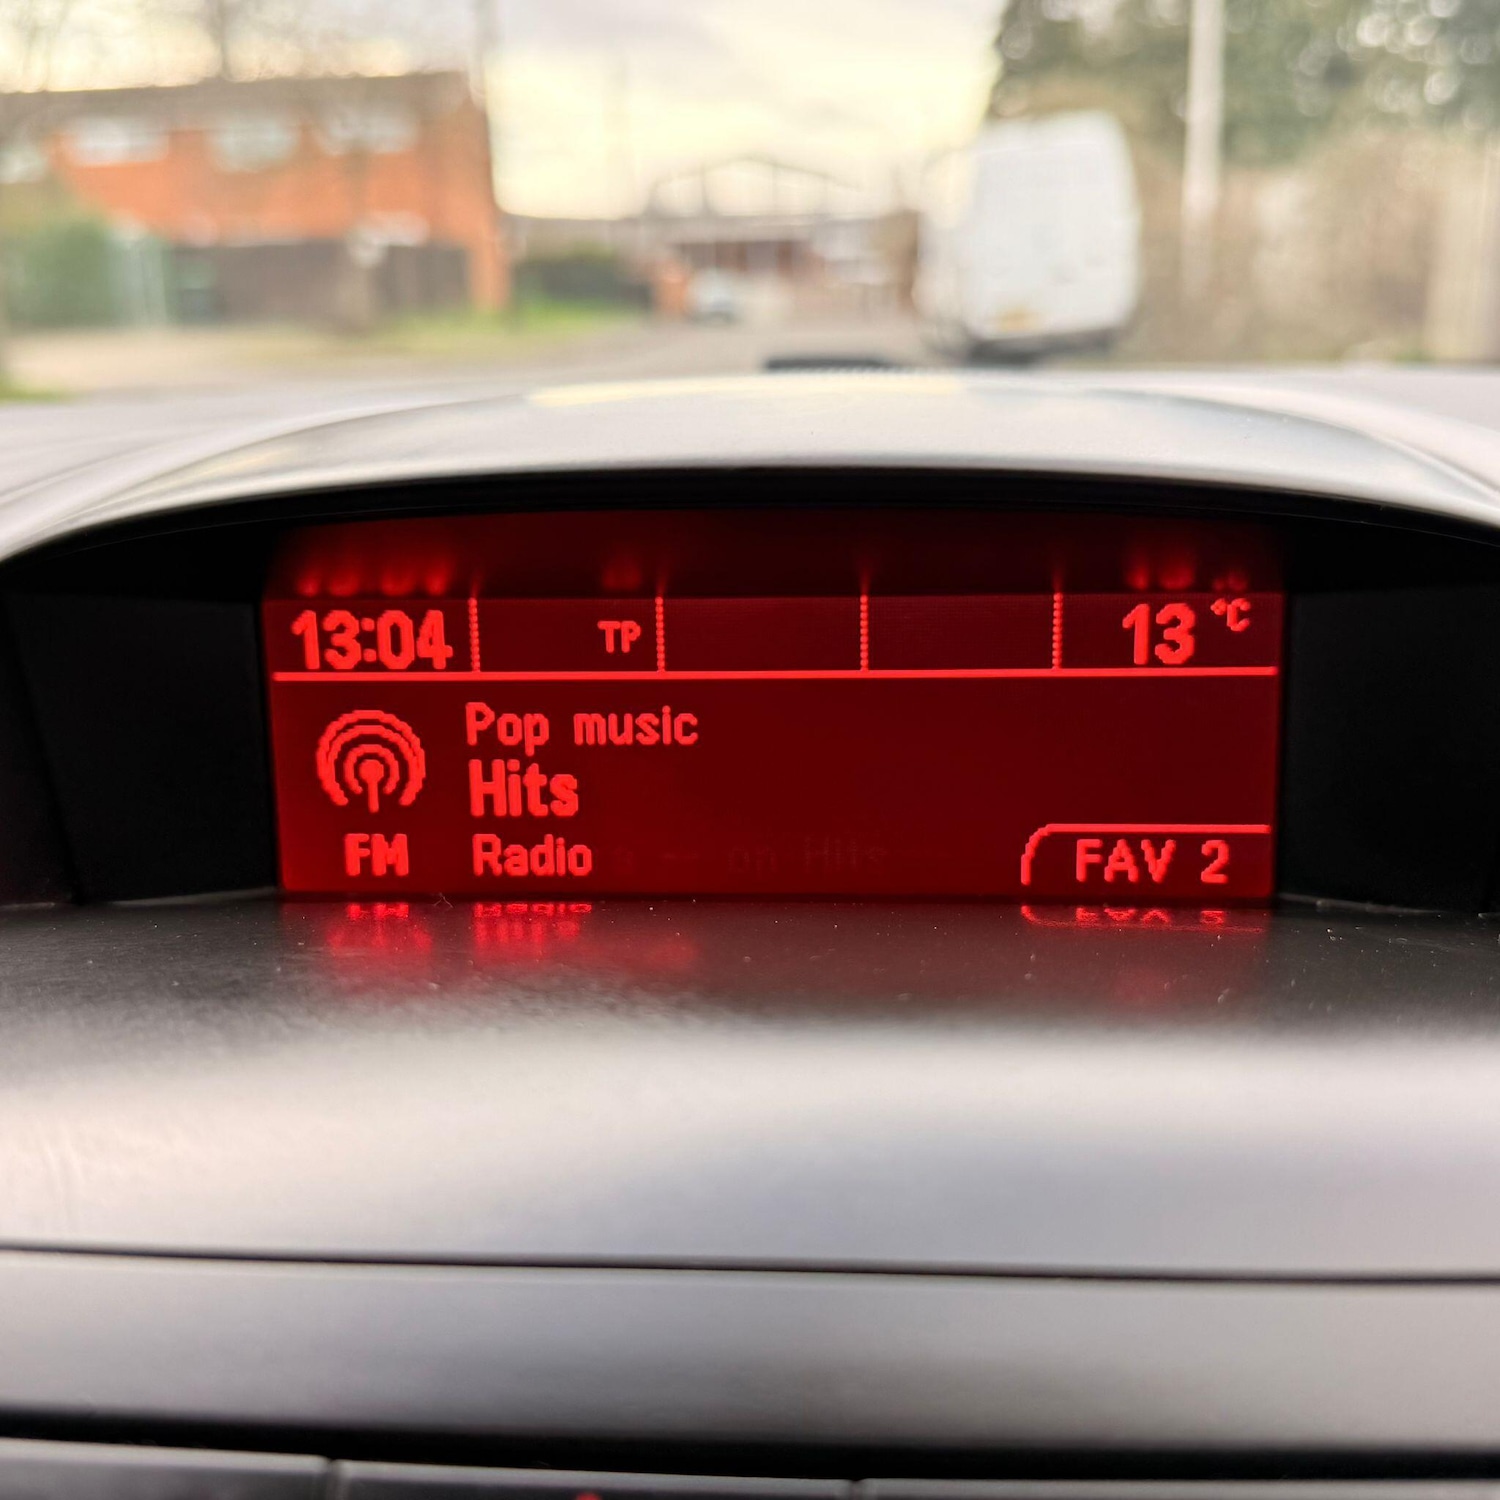 13:04 TP 13 °C
Pop music
Hits
FM Radio FAV 2